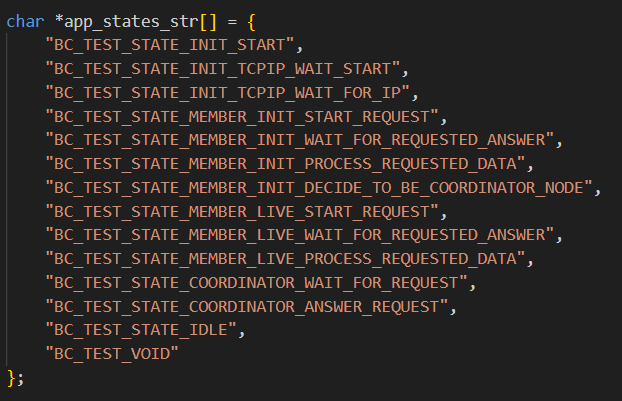 char *app_states_str[] = {
"BC_TEST_STATE_INIT_START",
"BC_TEST_STATE_INIT_TCPIP_WAIT_START",
"BC_TEST_STATE_INIT_TCPIP_WAIT_FOR_IP",
"BC_TEST_STATE_MEMBER_INIT_START_REQUEST",
"BC_TEST_STATE_MEMBER_INIT_WAIT_FOR_REQUESTED_ANSWER",
"BC_TEST_STATE_MEMBER_INIT_PROCESS_REQUESTED_DATA",
"BC_TEST_STATE_MEMBER_INIT_DECIDE_TO_BE_COORDINATOR_NODE",
"BC_TEST_STATE_MEMBER_LIVE_START_REQUEST",
"BC_TEST_STATE_MEMBER_LIVE_WAIT_FOR_REQUESTED_ANSWER",
"BC_TEST_STATE_MEMBER_LIVE_PROCESS_REQUESTED_DATA",
"BC_TEST_STATE_COORDINATOR_WAIT_FOR_REQUEST",
"BC_TEST_STATE_COORDINATOR_ANSWER_REQUEST",
"BC_TEST_STATE_IDLE",
"BC_TEST_VOID"
};